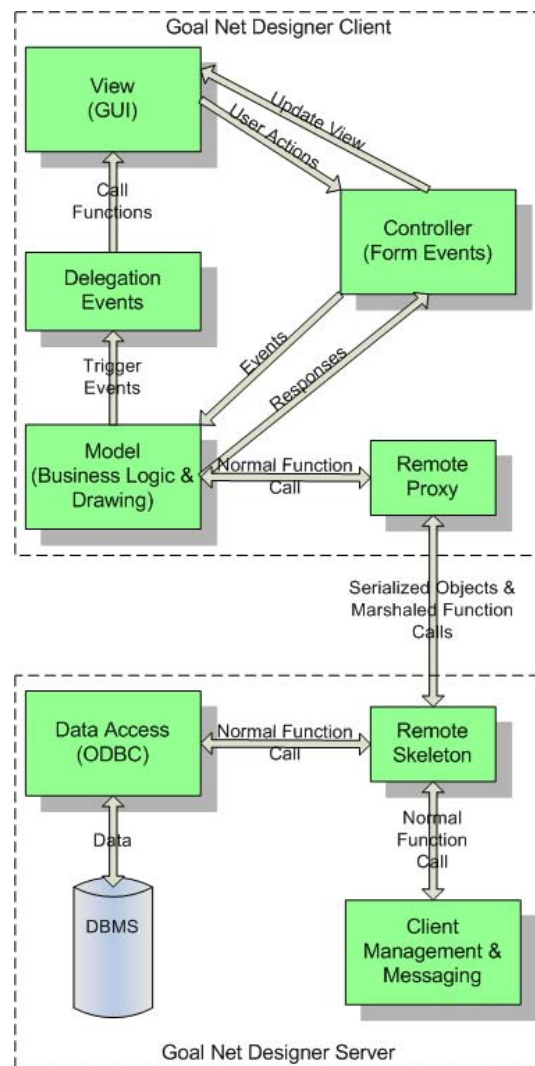 Goal Net Designer Client
View
(GUI)
Update View
User Actions
Call
Functions
Controller
(Form Events)
Delegation
Events
Events
Responses
Trigger
Events
Model
(Business Logic &
Drawing)
Normal Function
Call
Remote
Proxy
Serialized Objects &
Marshaled Function
Calls
Data Access
(ODBC)
Normal Function
Call
Remote
Skeleton
Data
Normal
Function
Call
DBMS
Client
Management &
Messaging
Goal Net Designer Server